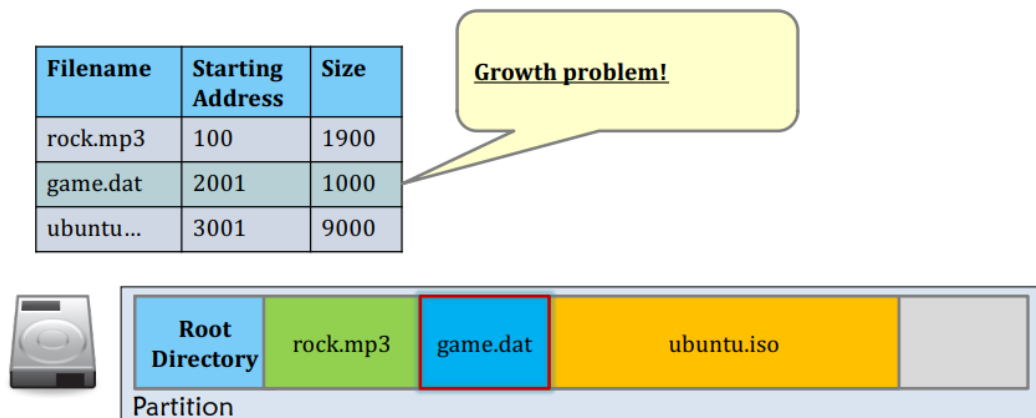 Filename Starting Address Size
rock.mp3 100 1900
game.dat 2001 1000
ubuntu... 3001 9000
Growth problem!
Root Directory rock.mp3 game.dat ubuntu.iso
Partition